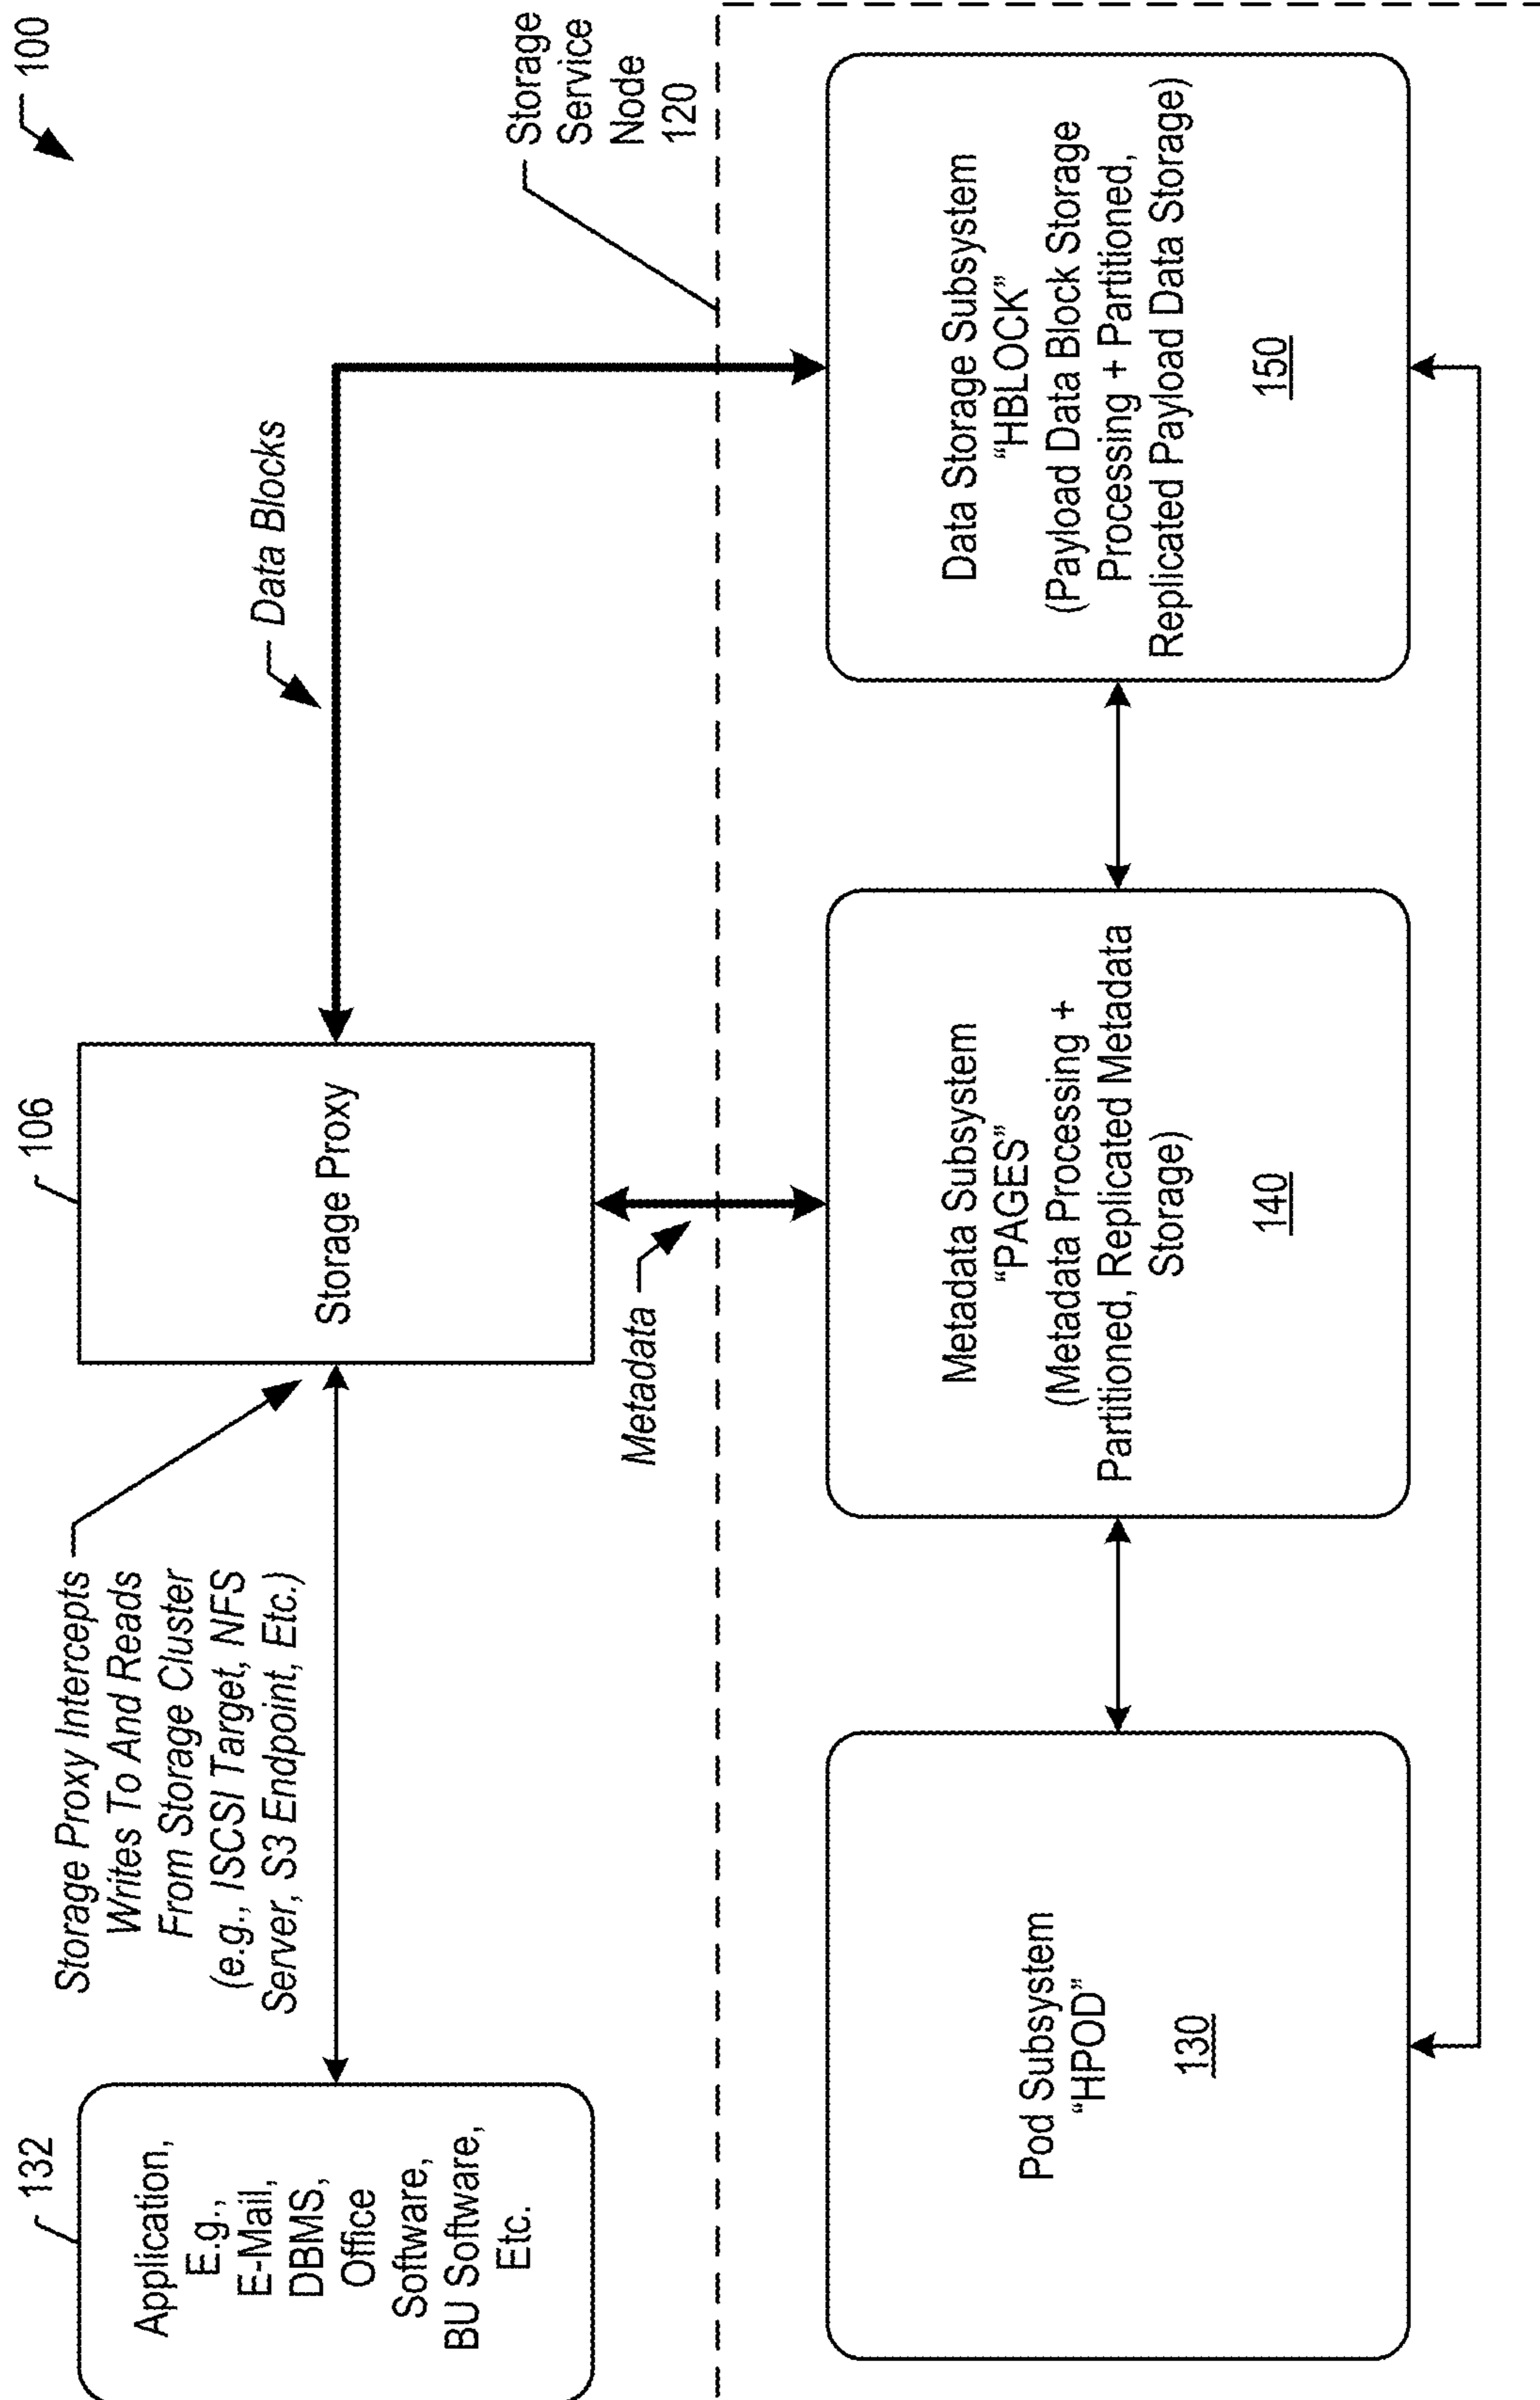 100
132
Application,
E.g.,
E-Mail,
DBMS,
Office
Software,
BU Software,
Etc.
Storage Proxy Intercepts
Writes To And Reads
From Storage Cluster
(e.g., ISCSI Target, NFS
Server, S3 Endpoint, Etc.)
106
Storage Proxy
Data Blocks
Metadata
Storage
Service
Node
120
Pod Subsystem
“HPOD”
130
Metadata Subsystem
“PAGES”
(Metadata Processing +
Partitioned, Replicated Metadata
Storage)
140
Data Storage Subsystem
“HBLOCK”
(Payload Data Block Storage
Processing + Partitioned,
Replicated Payload Data Storage)
150